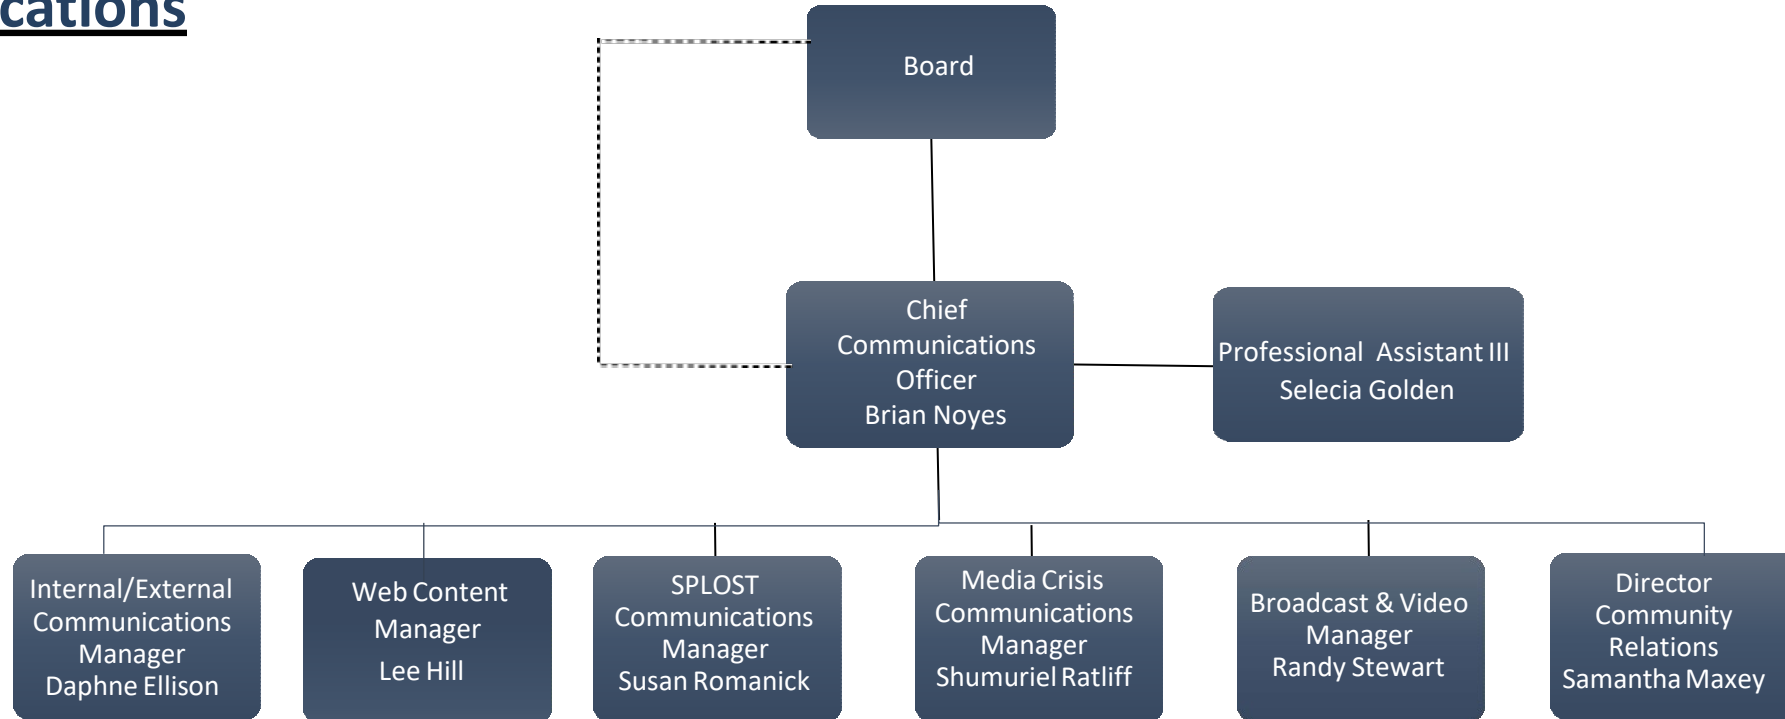 cations
Board
Chief
Communications
Officer
Brian Noyes
Professional Assistant III
Selecia Golden
Internal/External
Communications
Manager
Daphne Ellison
Web Content
Manager
Lee Hill
SPLOST
Communications
Manager
Susan Romanick
Media Crisis
Communications
Manager
Shumuriel Ratliff
Broadcast & Video
Manager
Randy Stewart
Director
Community
Relations
Samantha Maxey